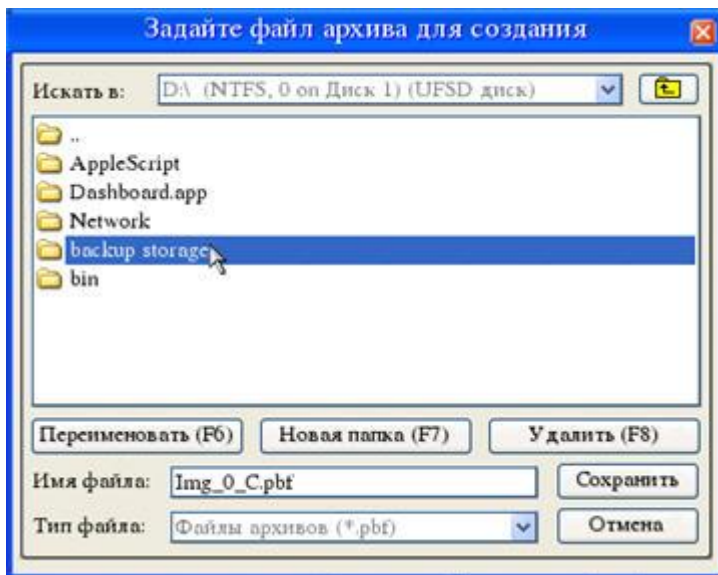 Задайте файл архива для создания
Искать в: D:\ (NTFS, 0 on Диск 1) (UFSD диск)
..
AppleScript
Dashboard.app
Network
backup storage
bin
Переименовать (F6) Новая папка (F7) Удалить (F8)
Имя файла: Img_0_C.pbf Сохранить
Тип файла: Файлы архивов (*.pbf) Отмена